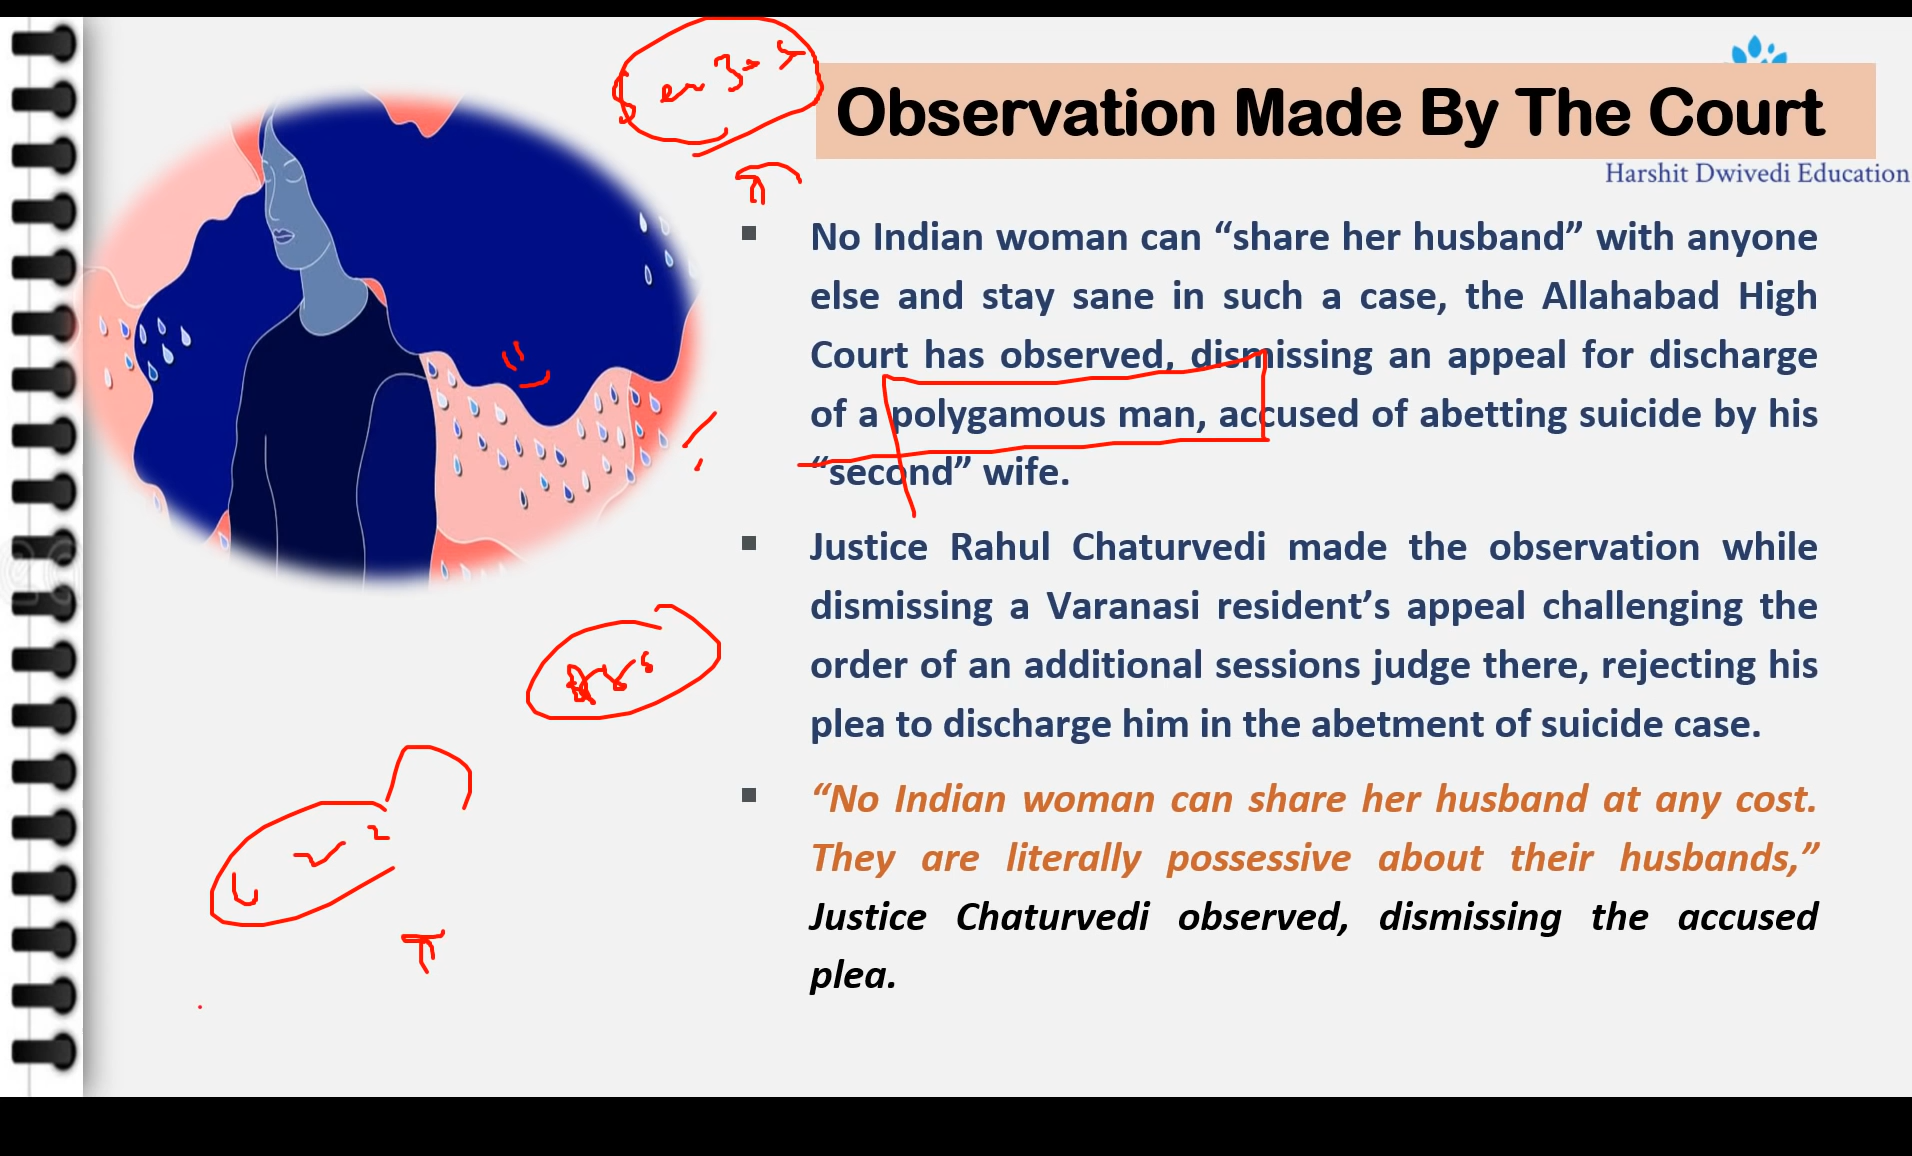 Observation Made By The Court
Harshit Dwivedi Education
▪ No Indian woman can “share her husband” with anyone
else and stay sane in such a case, the Allahabad High
Court has observed, dismissing an appeal for discharge
of a polygamous man, accused of abetting suicide by his
“second” wife.
▪ Justice Rahul Chaturvedi made the observation while
dismissing a Varanasi resident’s appeal challenging the
order of an additional sessions judge there, rejecting his
plea to discharge him in the abetment of suicide case.
▪ “No Indian woman can share her husband at any cost.
They are literally possessive about their husbands,”
Justice Chaturvedi observed, dismissing the accused
plea.